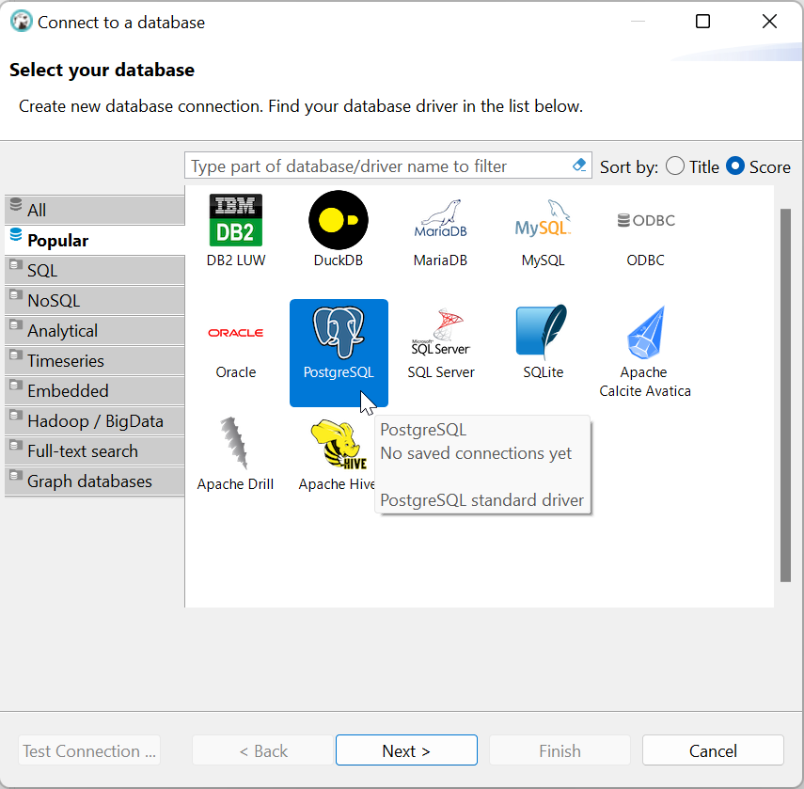 Connect to a database
Select your database
Create new database connection. Find your database driver in the list below.
Type part of database/driver name to filter
Sort by:
Title
Score
All
Popular
SQL
NoSQL
Analytical
Timeseries
Embedded
Hadoop / BigData
Full-text search
Graph databases
IBM
DB2
DB2 LUW
DuckDB
MariaDB
MariaDB
MySQL
MySQL
ODBC
ODBC
ORACLE
Oracle
PostgreSQL
Microsoft
SQL Server
SQL Server
SQLite
Apache
Calcite Avatica
Apache Drill
HIVE
Apache Hive
PostgreSQL
No saved connections yet
PostgreSQL standard driver
Test Connection ...
< Back
Next >
Finish
Cancel